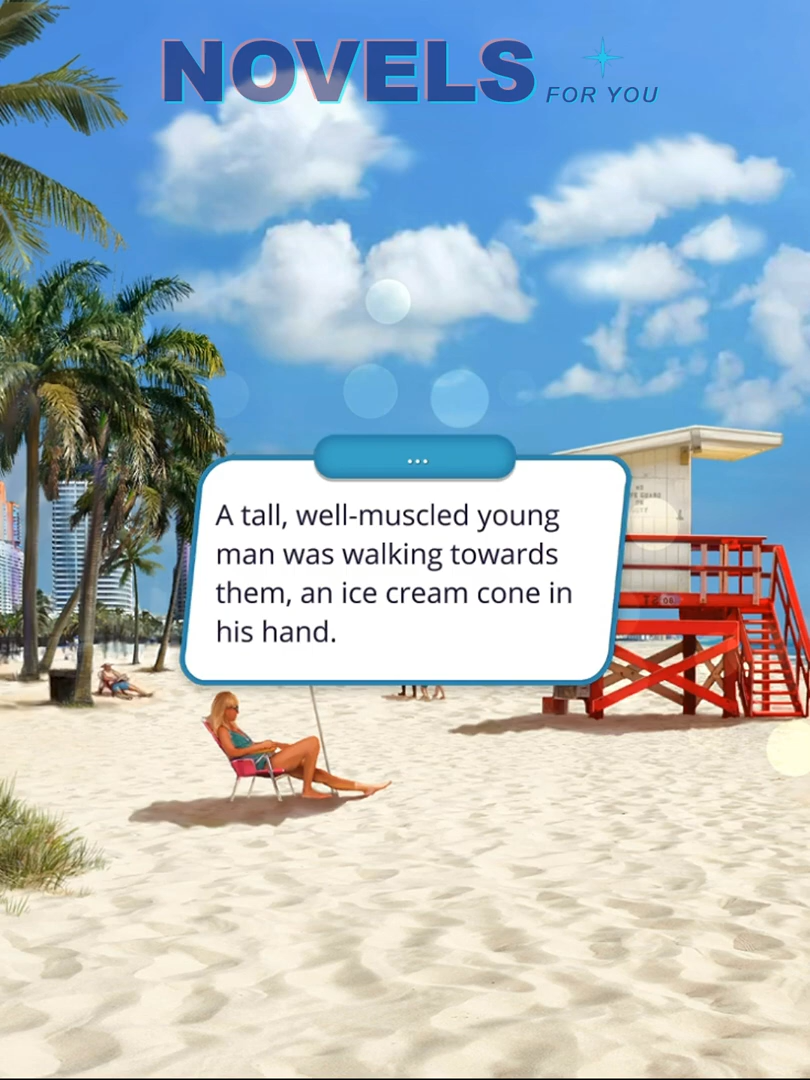 NOVELS
FOR YOU
...
A tall, well-muscled young
man was walking towards
them, an ice cream cone in
his hand.